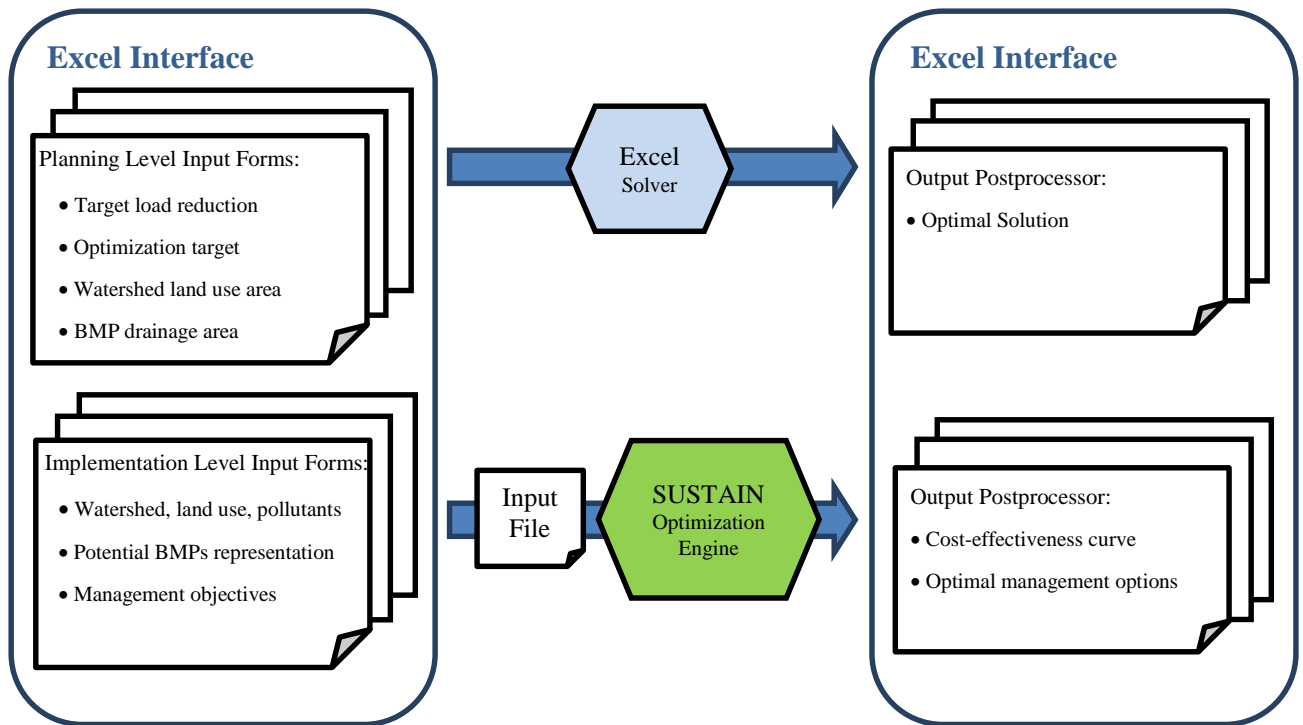 Excel Interface
Planning Level Input Forms:
• Target load reduction
• Optimization target
• Watershed land use area
• BMP drainage area
Implementation Level Input Forms:
• Watershed, land use, pollutants
• Potential BMPs representation
• Management objectives
Excel
Solver
Input
File
SUSTAIN
Optimization
Engine
Excel Interface
Output Postprocessor:
• Optimal Solution
Output Postprocessor:
• Cost-effectiveness curve
• Optimal management options